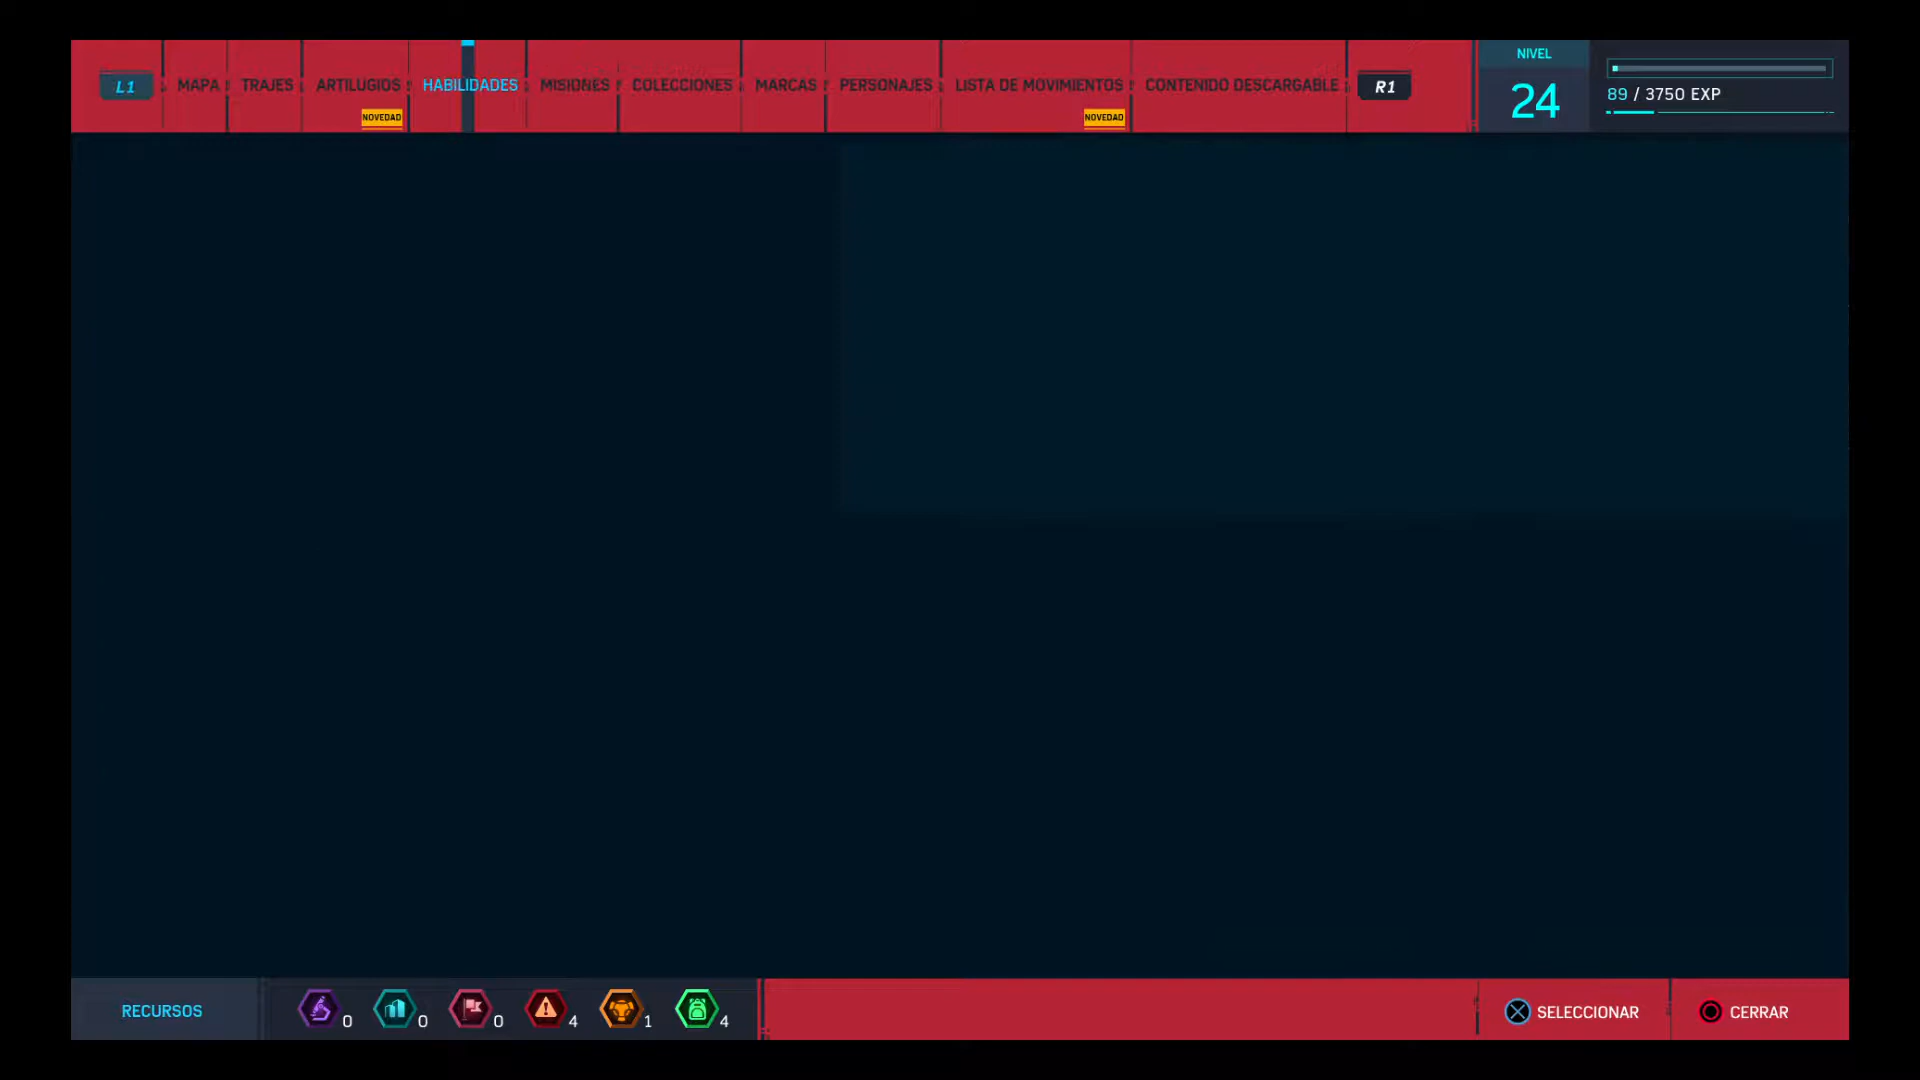 L1 MAPA TRAJES ARTILUGIOS HABILIDADES MISIONES COLECCIONES MARCAS PERSONAJES LISTA DE MOVIMIENTOS CONTENIDO DESCARGABLE R1
NOVEDAD NOVEDAD
NIVEL
24
89 / 3750 EXP
RECURSOS 0 0 0 4 1 4 SELECCIONAR CERRAR